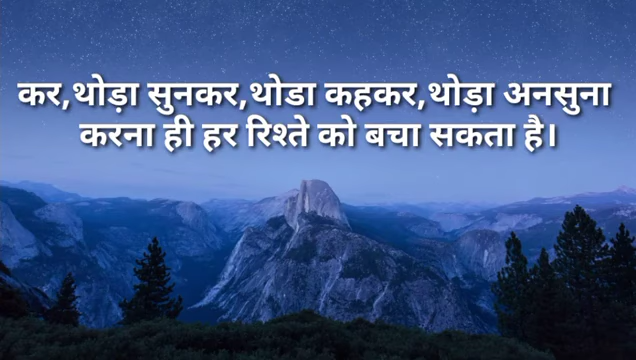 कर,थोड़ा सुनकर,थोडा कहकर,थोड़ा अनसुना
करना ही हर रिश्ते को बचा सकता है।